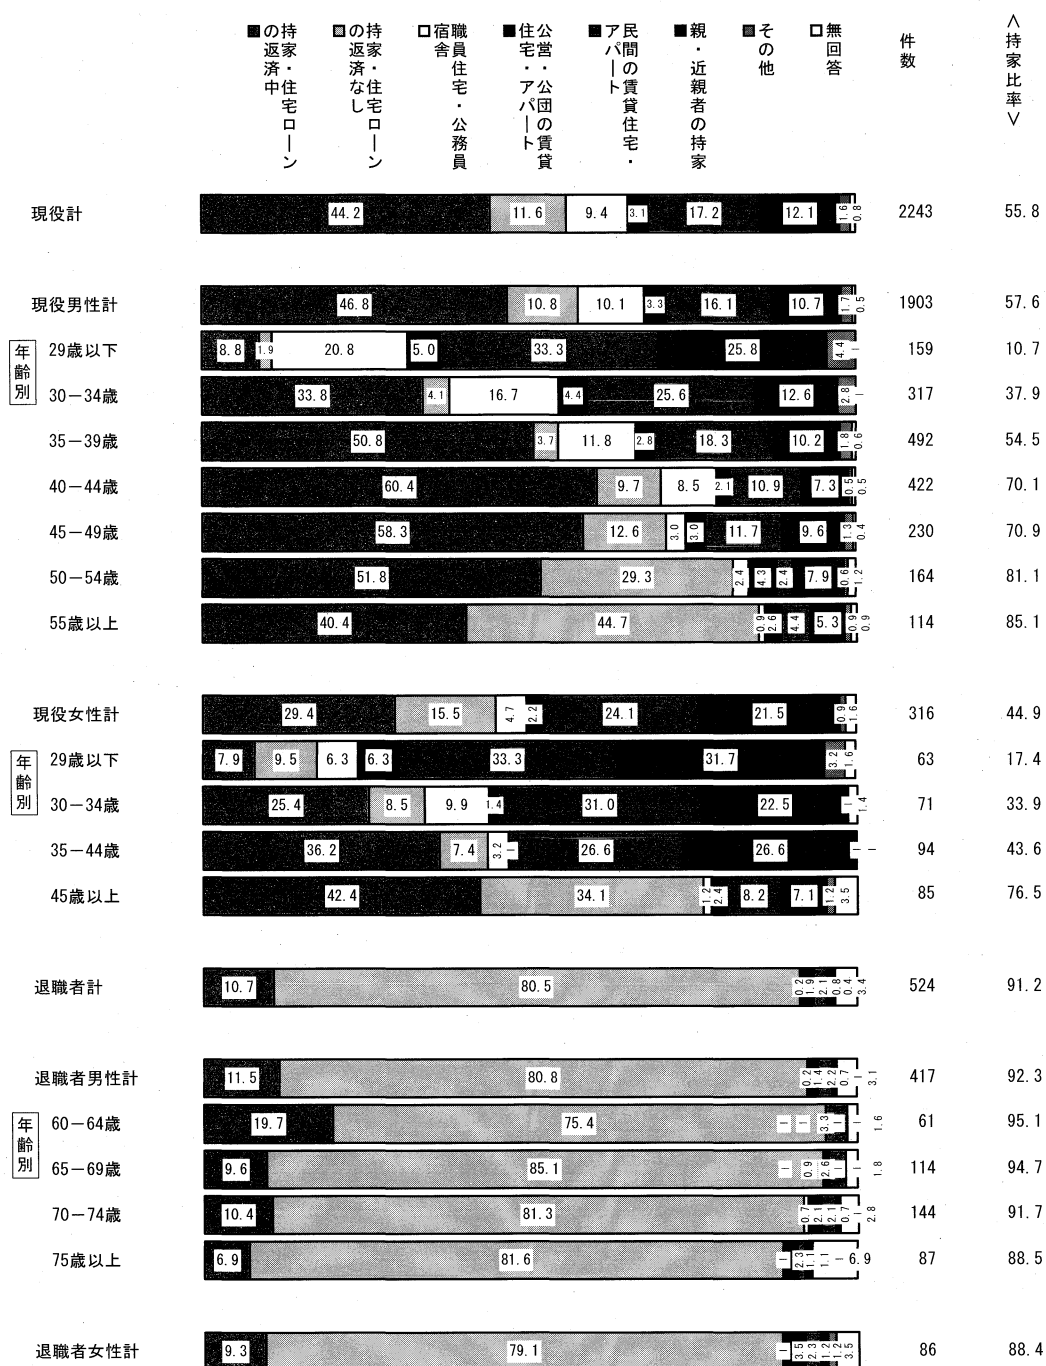 ■持家・住宅ローンの返済中
持家・住宅ローンの返済なし
□職員住宅・公務員宿舎
■公営・公団の賃貸住宅・アパート
■民間の賃貸住宅・アパート
■親・近親者の持家
その他
□無回答
件数
<持家比率>
現役計 44.2 11.6 9.4 3.1 17.2 12.1 1.6 0.8 2243 55.8
現役男性計 46.8 10.8 10.1 3.3 16.1 10.7 1.7 0.5 1903 57.6
年齢別
29歳以下 8.8 1.9 20.8 5.0 33.3 25.8 4.4 － 159 10.7
30－34歳 33.8 4.1 16.7 4.4 25.6 12.6 2.8 － 317 37.9
35－39歳 50.8 3.7 11.8 2.8 18.3 10.2 1.8 0.6 492 54.5
40－44歳 60.4 9.7 8.5 2.1 10.9 7.3 0.5 0.5 422 70.1
45－49歳 58.3 12.6 3.0 3.0 11.7 9.6 1.3 0.4 230 70.9
50－54歳 51.8 29.3 2.4 4.3 2.4 7.9 0.6 1.2 164 81.1
55歳以上 40.4 44.7 0.9 2.6 4.4 5.3 0.9 0.9 114 85.1
現役女性計 29.4 15.5 4.7 2.2 24.1 21.5 0.9 1.6 316 44.9
年齢別
29歳以下 7.9 9.5 6.3 6.3 33.3 31.7 3.2 1.6 63 17.4
30－34歳 25.4 8.5 9.9 1.4 31.0 22.5 － 1.4 71 33.9
35－44歳 36.2 7.4 3.2 － 26.6 26.6 － － 94 43.6
45歳以上 42.4 34.1 1.2 2.4 8.2 7.1 1.2 3.5 85 76.5
退職者計 10.7 80.5 0.2 1.9 2.1 0.8 0.4 3.4 524 91.2
退職者男性計 11.5 80.8 0.2 1.4 2.2 0.7 － 3.1 417 92.3
年齢別
60－64歳 19.7 75.4 － － 3.3 － － 1.6 61 95.1
65－69歳 9.6 85.1 － 0.9 2.6 － － 1.8 114 94.7
70－74歳 10.4 81.3 0.7 2.1 2.1 0.7 － 2.8 144 91.7
75歳以上 6.9 81.6 － 2.3 1.1 1.1 － 6.9 87 88.5
退職者女性計 9.3 79.1 － 3.5 2.3 1.2 1.2 3.5 86 88.4